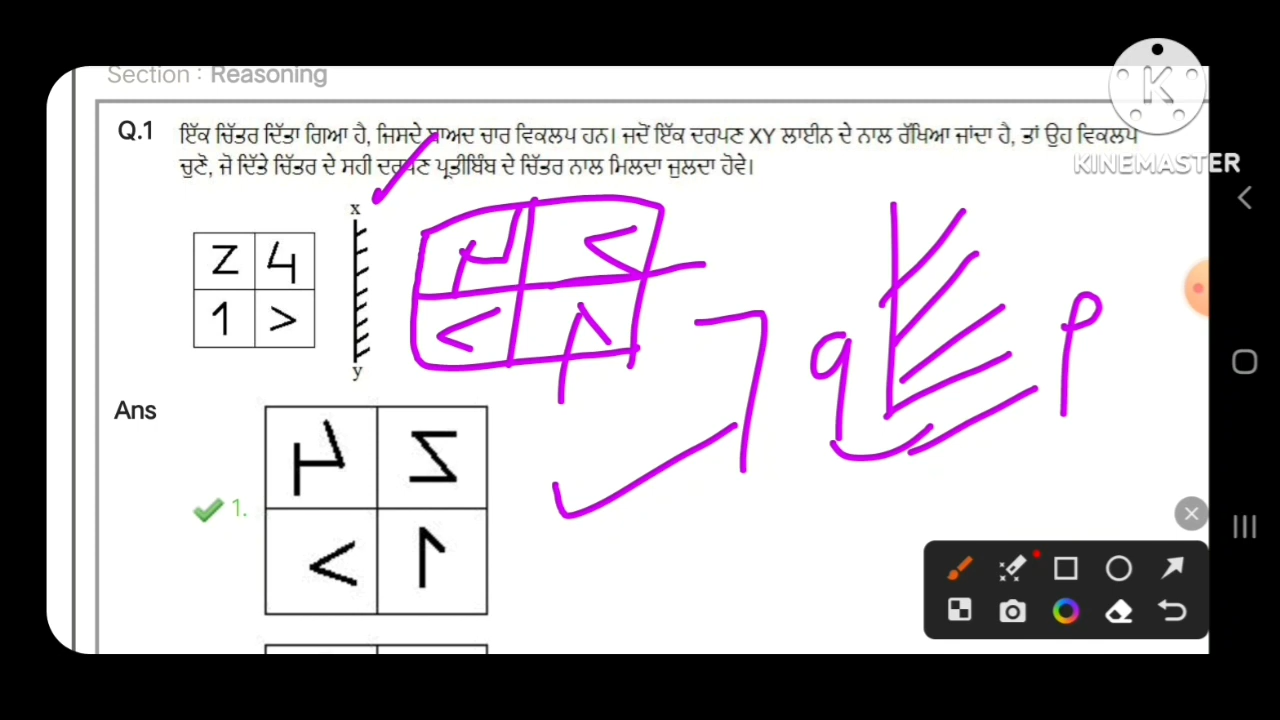 Section : Reasoning
Q.1 ਇੱਕ ਚਿੱਤਰ ਦਿੱਤਾ ਗਿਆ ਹੈ, ਜਿਸਦੇ ਬਾਅਦ ਚਾਰ ਵਿਕਲਪ ਹਨ। ਜਦੋਂ ਇੱਕ ਦਰਪਣ XY ਲਾਈਨ ਦੇ ਨਾਲ ਰੱਖਿਆ ਜਾਂਦਾ ਹੈ, ਤਾਂ ਉਹ ਵਿਕਲਪ
ਚੁਣੋ, ਜੋ ਦਿੱਤੇ ਚਿੱਤਰ ਦੇ ਸਹੀ ਦਰਪਣ ਪ੍ਰਤੀਬਿੰਬ ਦੇ ਚਿੱਤਰ ਨਾਲ ਮਿਲਦਾ ਜੁਲਦਾ ਹੋਵੇ।
K
KINEMASTER
x
Z 4
1 >
y
q
p
Ans
1.